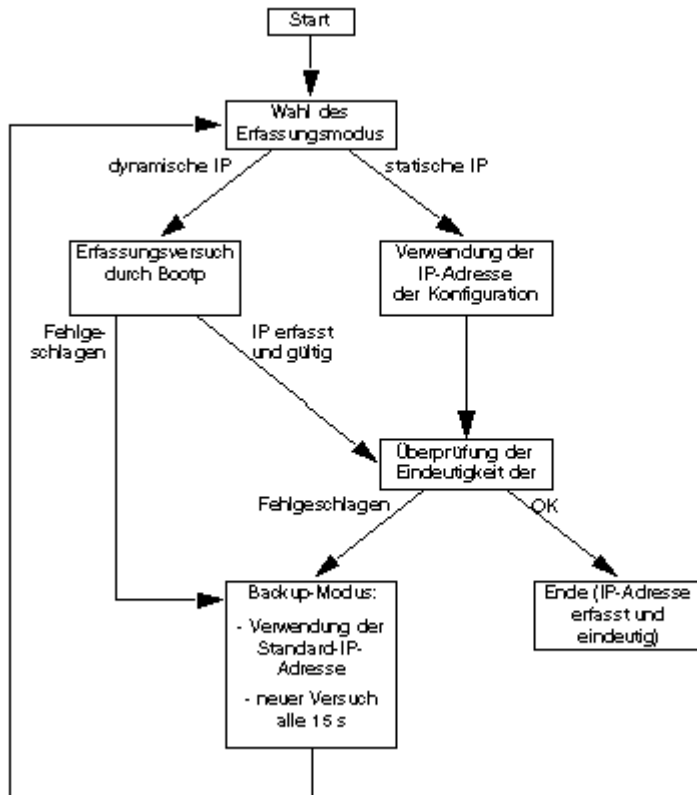 Start
Wahl des
Erfassungsmodus
dynamische IP
statische IP
Erfassungsversuch
durch Bootp
Verwendung der
IP-Adresse
der Konfiguration
Fehlge-
schlagen
IP erfasst
und gültig
Überprüfung der
Eindeutigkeit der
Fehlgeschlagen
OK
Backup-Modus:
- Verwendung der
Standard-IP-
Adresse
- neuer Versuch
alle 15 s
Ende (IP-Adresse
erfasst und
eindeutig)